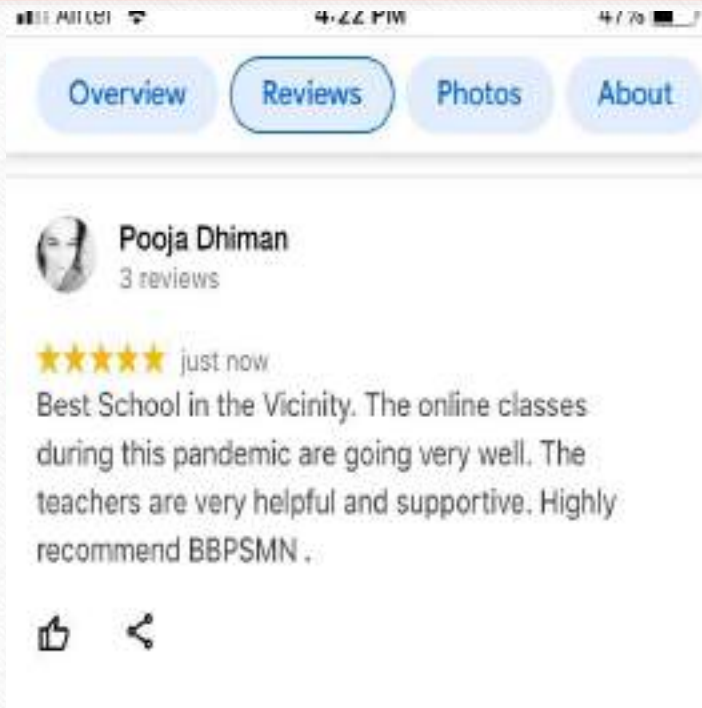 Airtel 4:22 PM 47%
Overview Reviews Photos About
Pooja Dhiman
3 reviews
just now
Best School in the Vicinity. The online classes
during this pandemic are going very well. The
teachers are very helpful and supportive. Highly
recommend BBPSMN .